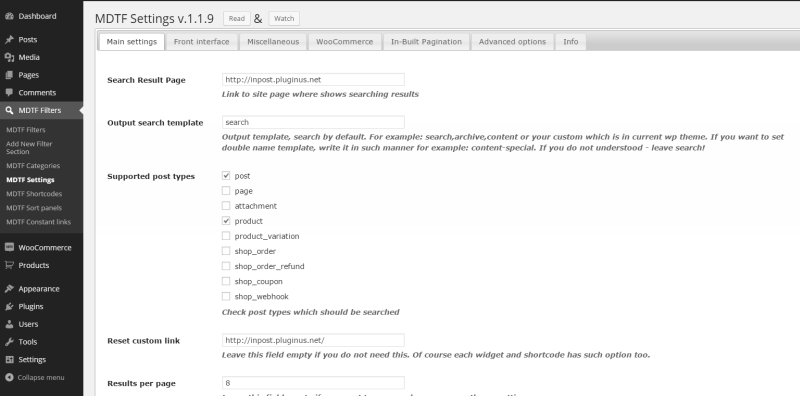 Dashboard
Posts
Media
Pages
Comments
MDTF Filters
MDTF Filters
Add New Filter
Section
MDTF Categories
MDTF Settings
MDTF Shortcodes
MDTF Sort panels
MDTF Constant links
WooCommerce
Products
Appearance
Plugins
Users
Tools
Settings
Collapse menu
MDTF Settings v.1.1.9 Read & Watch
Main settings Front interface Miscellaneous WooCommerce In-Built Pagination Advanced options Info
Search Result Page http://inpost.pluginus.net
Link to site page where shows searching results
Output search template search
Output template, search by default. For example: search,archive,content or your custom which is in current wp theme. If you want to set
double name template, write it in such manner for example: content-special. If you do not understood - leave search!
Supported post types post
page
attachment
product
product_variation
shop_order
shop_order_refund
shop_coupon
shop_webhook
Check post types which should be searched
Reset custom link http://inpost.pluginus.net/
Leave this field empty if you do not need this. Of course each widget and shortcode has such option too.
Results per page 8